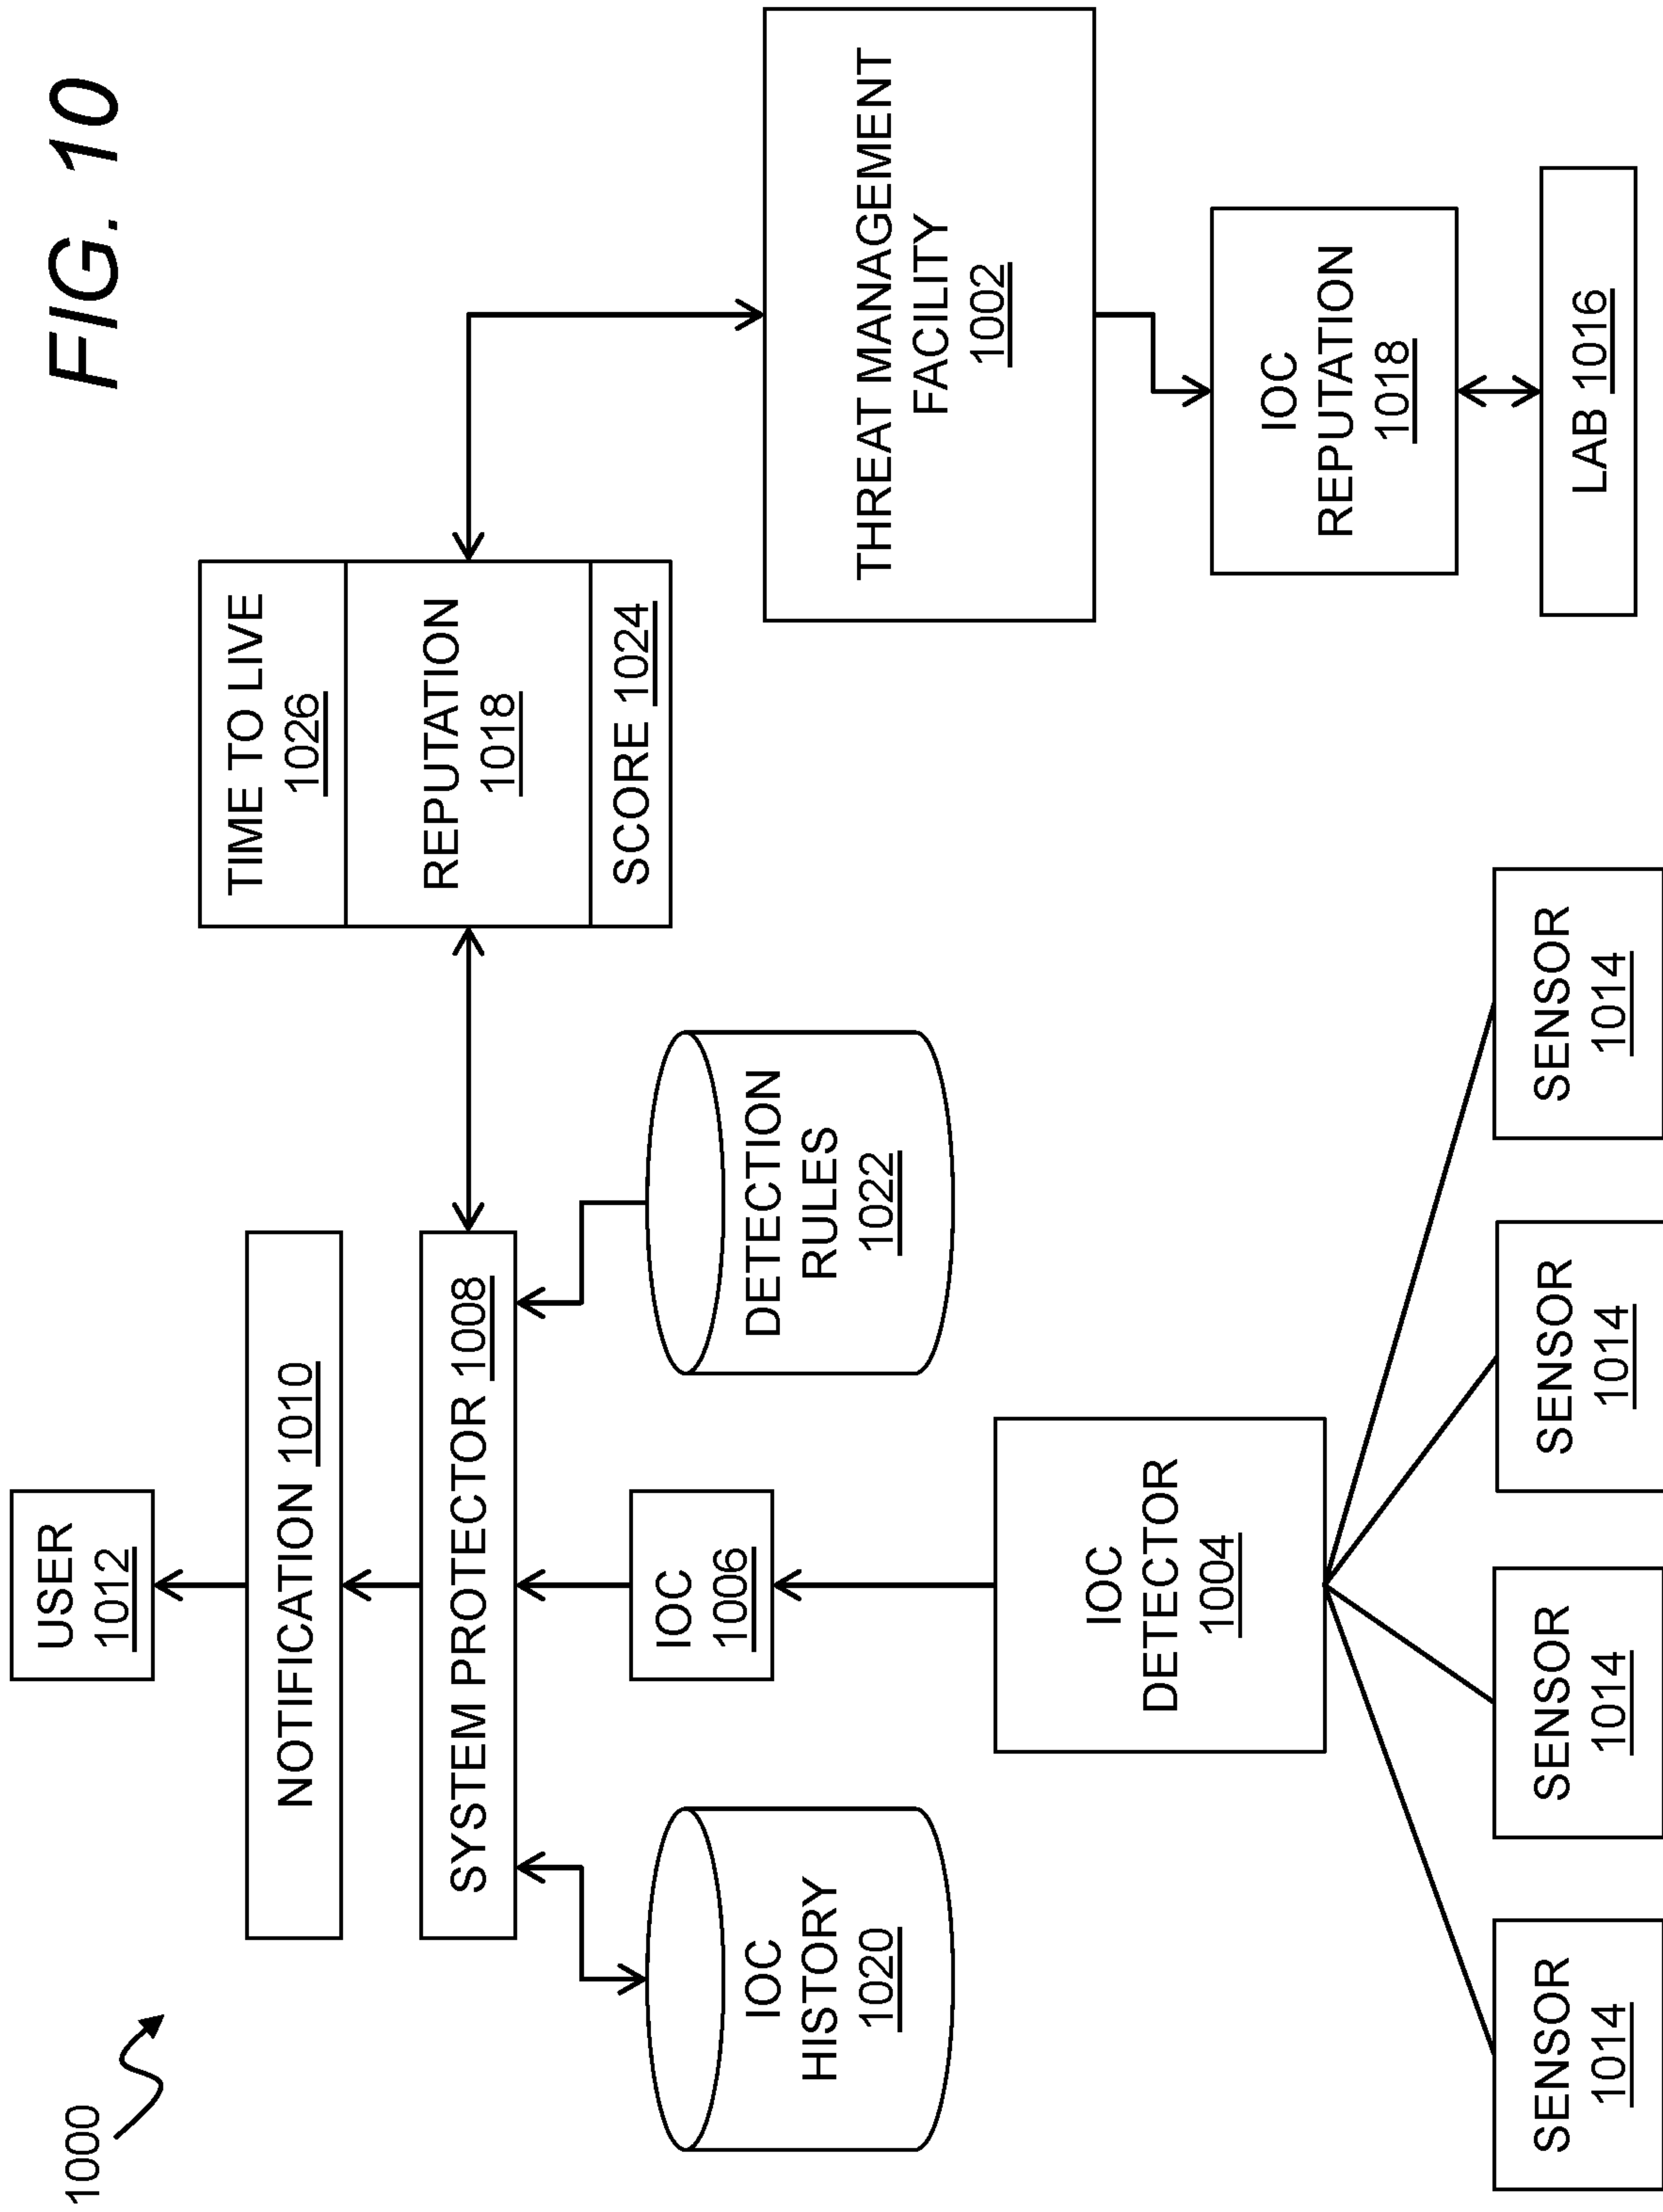 1000
USER
1012
NOTIFICATION 1010
SYSTEM PROTECTOR 1008
IOC
HISTORY
1020
IOC
1006
DETECTION
RULES
1022
IOC
DETECTOR
1004
SENSOR
1014
SENSOR
1014
SENSOR
1014
SENSOR
1014
FIG. 10
TIME TO LIVE
1026
REPUTATION
1018
SCORE 1024
THREAT MANAGEMENT
FACILITY
1002
IOC
REPUTATION
1018
LAB 1016